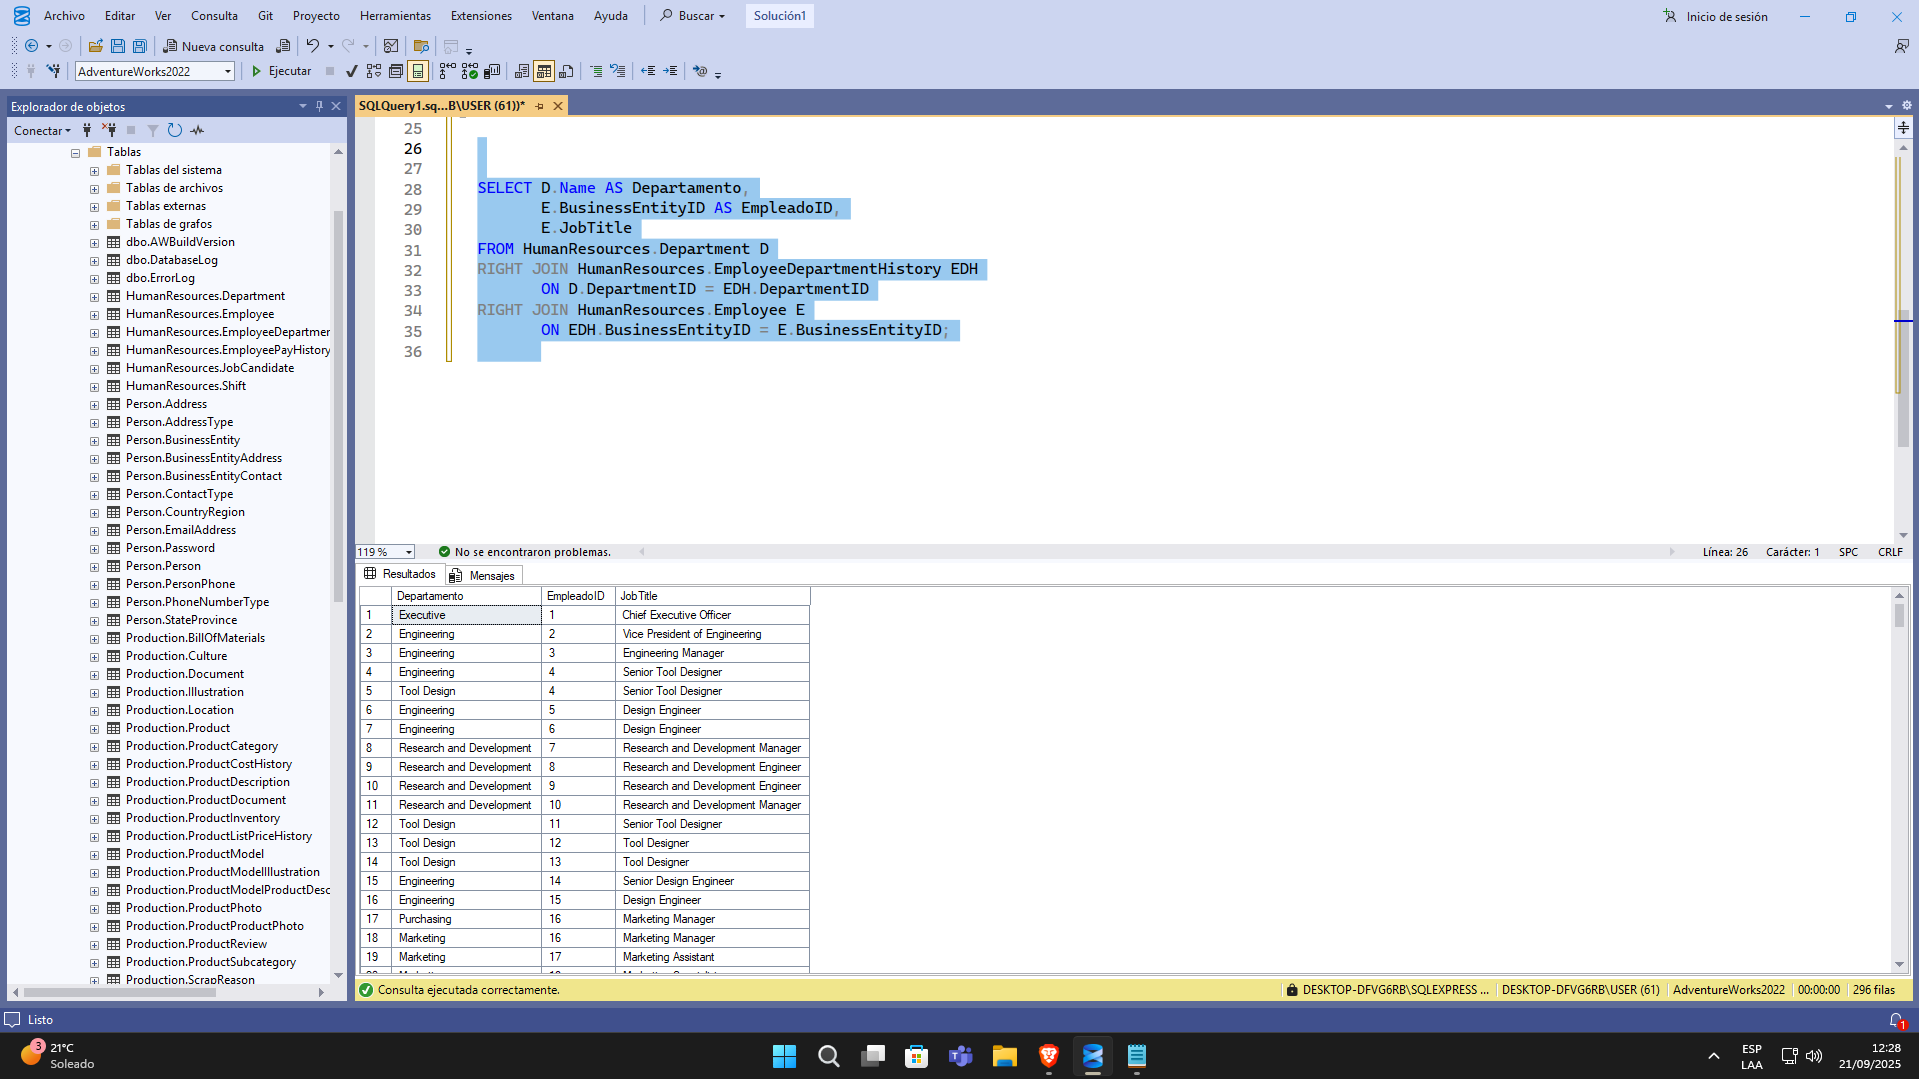 Archivo Editar Ver Consulta Git Proyecto Herramientas Extensiones Ventana Ayuda Buscar Solución1 Inicio de sesión
Nueva consulta
AdventureWorks2022 Ejecutar
Explorador de objetos
Conectar
Tablas
Tablas del sistema
Tablas de archivos
Tablas externas
Tablas de grafos
dbo.AWBuildVersion
dbo.DatabaseLog
dbo.ErrorLog
HumanResources.Department
HumanResources.Employee
HumanResources.EmployeeDepartmen
HumanResources.EmployeePayHistory
HumanResources.JobCandidate
HumanResources.Shift
Person.Address
Person.AddressType
Person.BusinessEntity
Person.BusinessEntityAddress
Person.BusinessEntityContact
Person.ContactType
Person.CountryRegion
Person.EmailAddress
Person.Password
Person.Person
Person.PersonPhone
Person.PhoneNumberType
Person.StateProvince
Production.BillOfMaterials
Production.Culture
Production.Document
Production.Illustration
Production.Location
Production.Product
Production.ProductCategory
Production.ProductCostHistory
Production.ProductDescription
Production.ProductDocument
Production.ProductInventory
Production.ProductListPriceHistory
Production.ProductModel
Production.ProductModelIllustration
Production.ProductModelProductDesc
Production.ProductPhoto
Production.ProductProductPhoto
Production.ProductReview
Production.ProductSubcategory
Production.ScrapReason
SQLQuery1.sq...B\USER (61))*
25
26
27
28 SELECT D.Name AS Departamento,
29 E.BusinessEntityID AS EmpleadoID,
30 E.JobTitle
31 FROM HumanResources.Department D
32 RIGHT JOIN HumanResources.EmployeeDepartmentHistory EDH
33 ON D.DepartmentID = EDH.DepartmentID
34 RIGHT JOIN HumanResources.Employee E
35 ON EDH.BusinessEntityID = E.BusinessEntityID;
36
119 % No se encontraron problemas. Línea: 26 Carácter: 1 SPC CRLF
Resultados Mensajes
Departamento EmpleadoID JobTitle
1 Executive 1 Chief Executive Officer
2 Engineering 2 Vice President of Engineering
3 Engineering 3 Engineering Manager
4 Engineering 4 Senior Tool Designer
5 Tool Design 4 Senior Tool Designer
6 Engineering 5 Design Engineer
7 Engineering 6 Design Engineer
8 Research and Development 7 Research and Development Manager
9 Research and Development 8 Research and Development Engineer
10 Research and Development 9 Research and Development Engineer
11 Research and Development 10 Research and Development Manager
12 Tool Design 11 Senior Tool Designer
13 Tool Design 12 Tool Designer
14 Tool Design 13 Tool Designer
15 Engineering 14 Senior Design Engineer
16 Engineering 15 Design Engineer
17 Purchasing 16 Marketing Manager
18 Marketing 16 Marketing Manager
19 Marketing 17 Marketing Assistant
Consulta ejecutada correctamente. DESKTOP-DFVG6RB\SQLEXPRESS ... DESKTOP-DFVG6RB\USER (61) AdventureWorks2022 00:00:00 296 filas
Listo 1
3 21°C
Soleado
ESP
LAA
12:28
21/09/2025